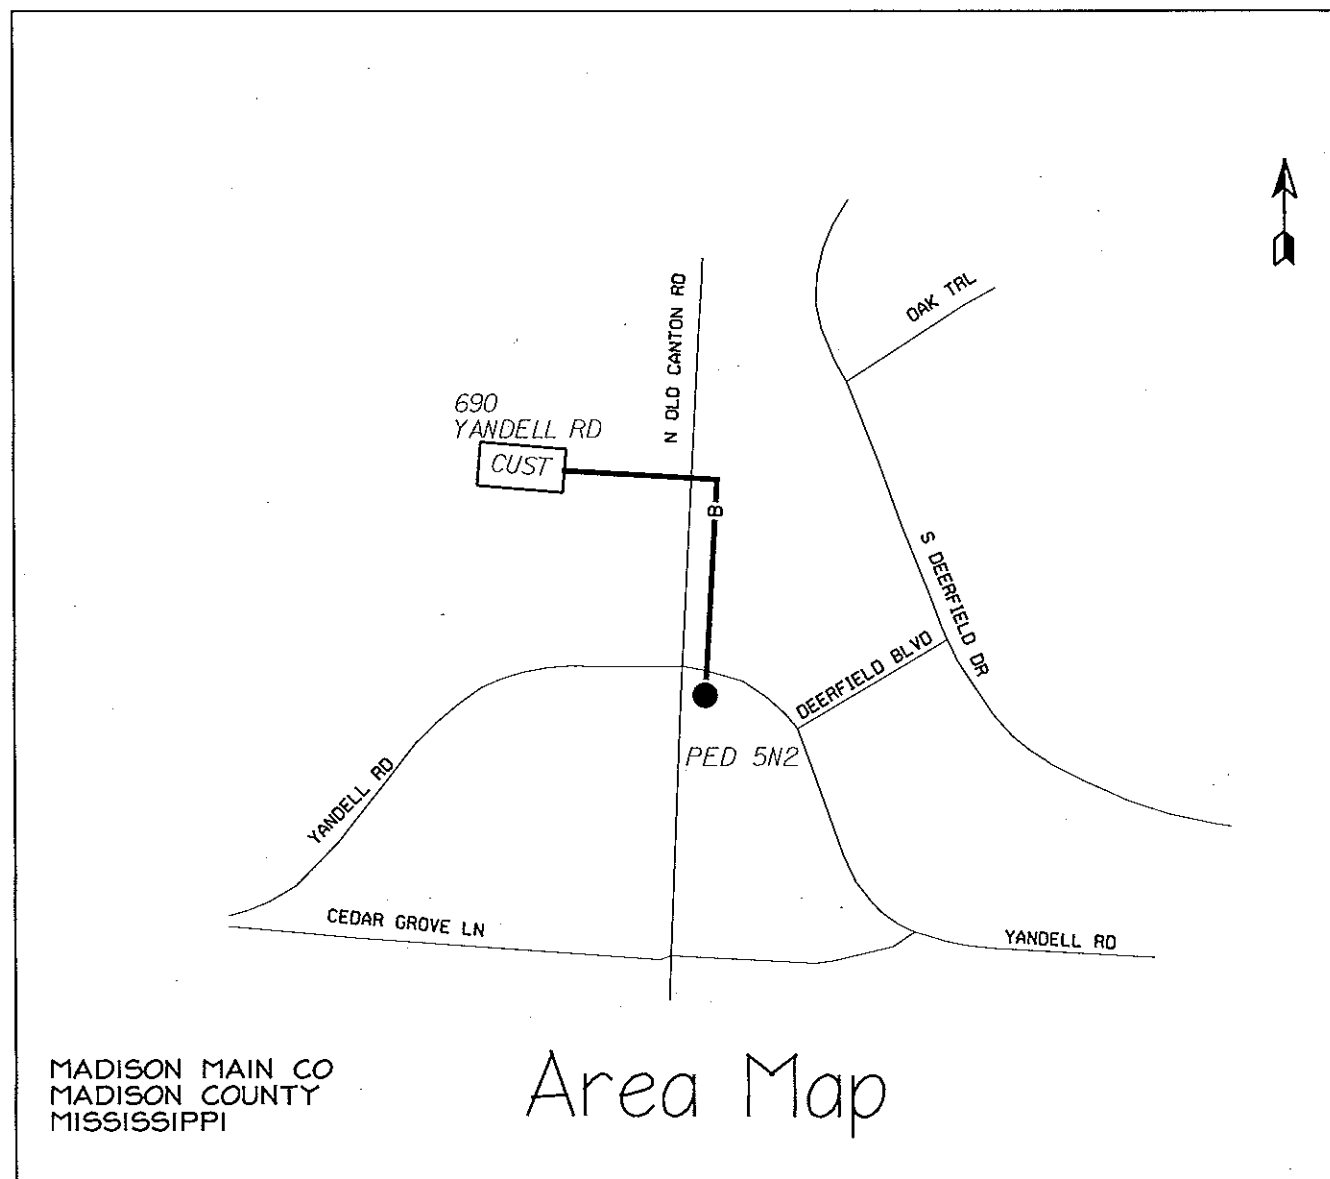 OAK TRL
N OLD CANTON RD
690
YANDELL RD
CUST
B
S DEERFIELD DR
DEERFIELD BLVD
PED 5N2
YANDELL RD
CEDAR GROVE LN
YANDELL RD
MADISON MAIN CO
MADISON COUNTY
MISSISSIPPI
Area Map